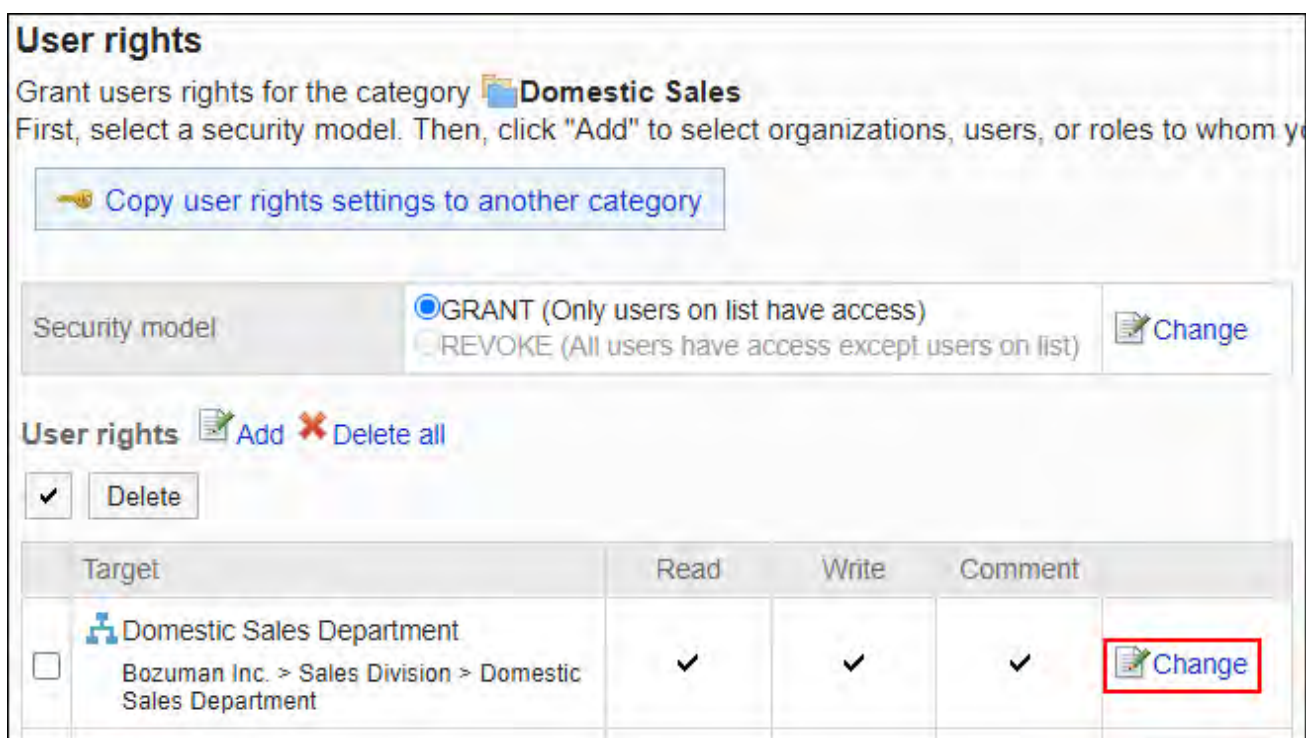 User rights
Grant users rights for the category Domestic Sales
First, select a security model. Then, click "Add" to select organizations, users, or roles to whom
Copy user rights settings to another category
Security model
GRANT (Only users on list have access)
REVOKE (All users have access except users on list)
Change
User rights Add Delete all
Delete
Target Read Write Comment
Domestic Sales Department
Bozuman Inc. > Sales Division > Domestic
Sales Department
Change